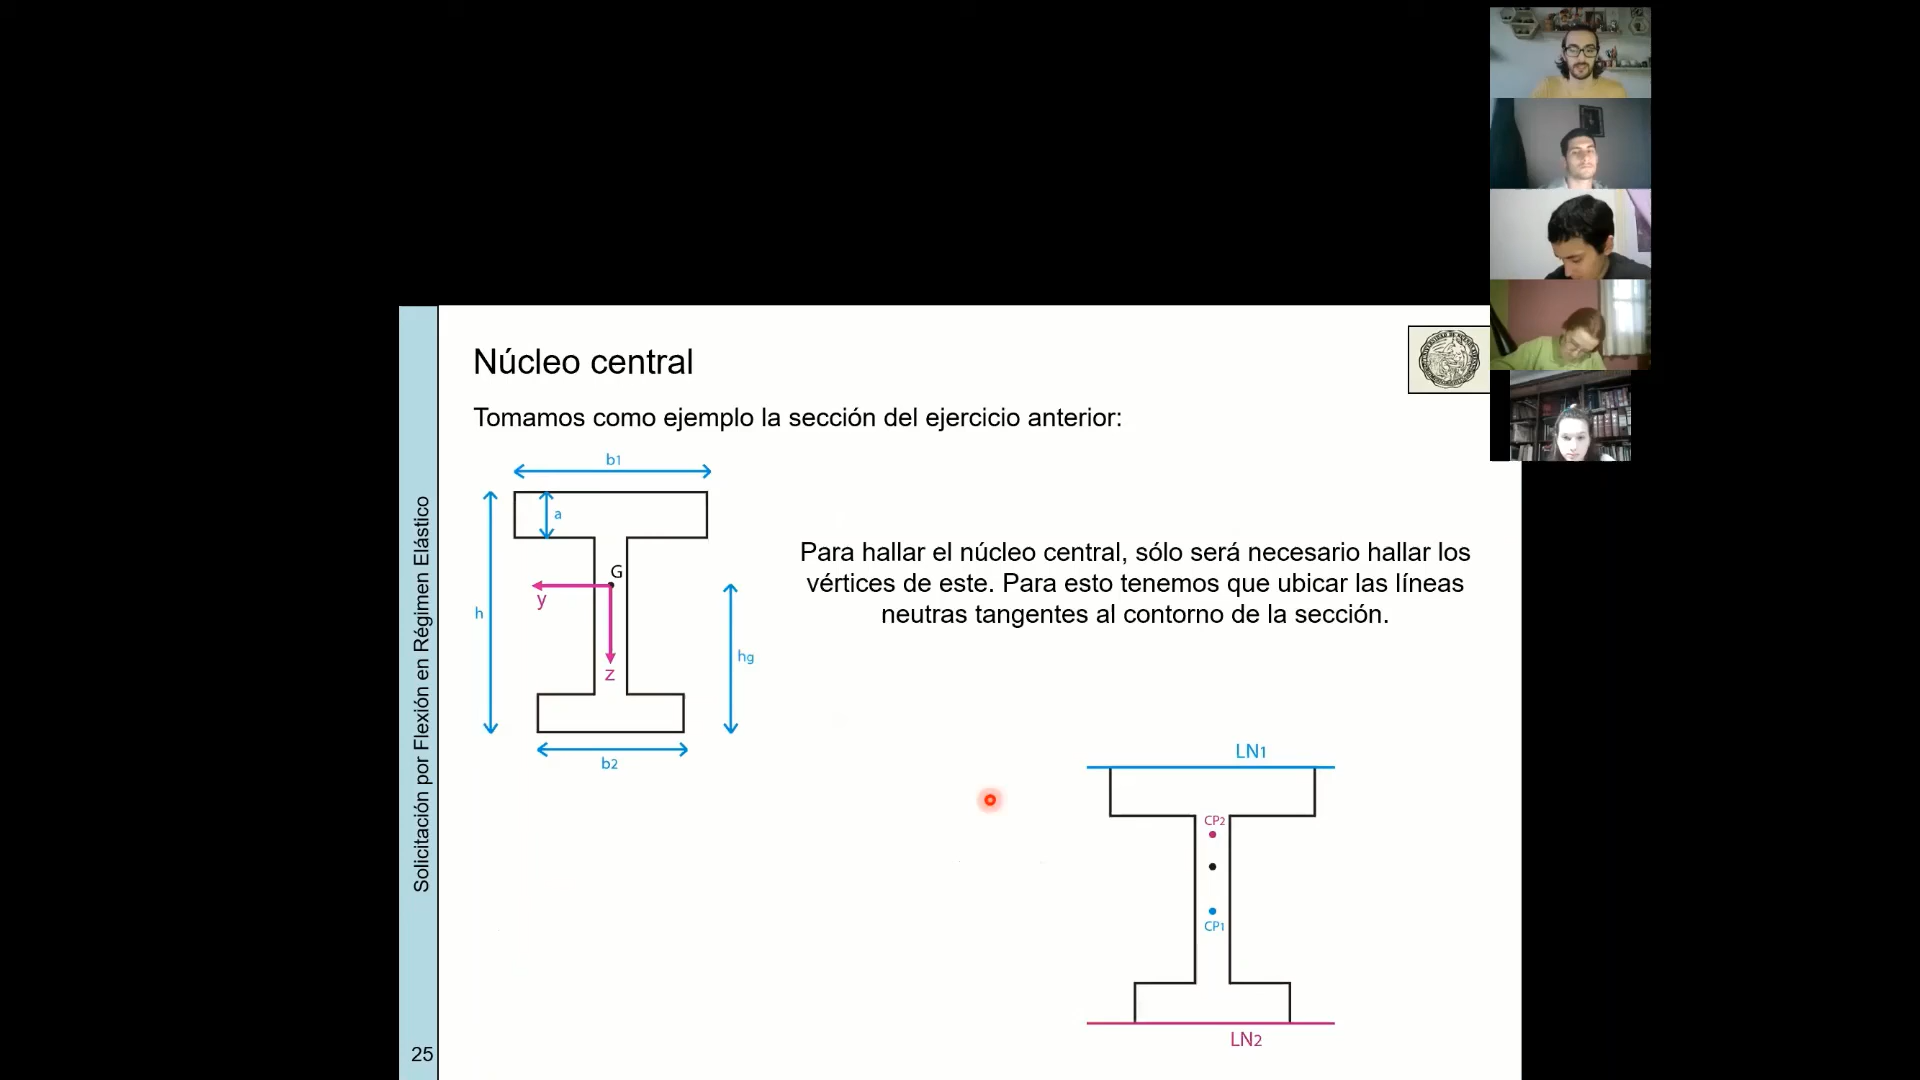 Núcleo central
Tomamos como ejemplo la sección del ejercicio anterior:
b1
a
h
G
y
z
hg
b2
Para hallar el núcleo central, sólo será necesario hallar los
vértices de este. Para esto tenemos que ubicar las líneas
neutras tangentes al contorno de la sección.
LN1
CP2
CP1
LN2
Solicitación por Flexión en Régimen Elástico
25